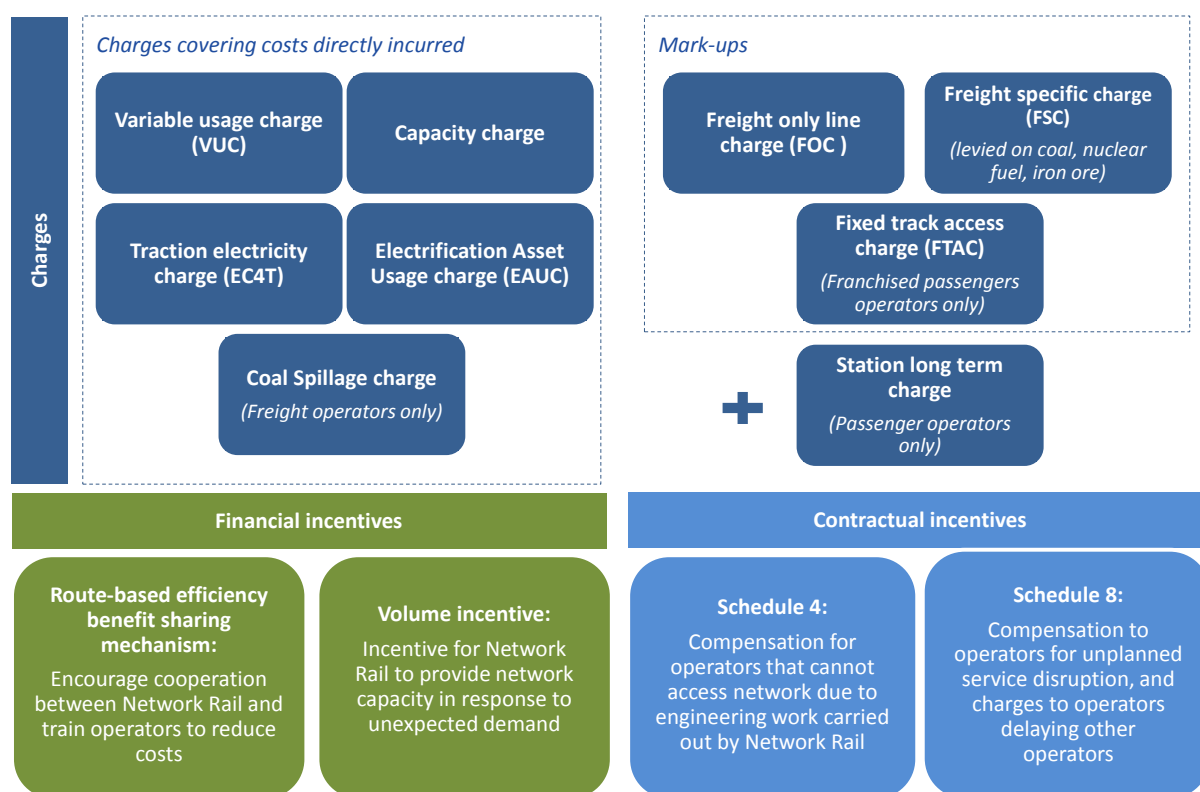 Charges
Charges covering costs directly incurred
Variable usage charge
(VUC)
Capacity charge
Traction electricity
charge (EC4T)
Electrification Asset
Usage charge (EAUC)
Coal Spillage charge
(Freight operators only)
Mark-ups
Freight only line
charge (FOC )
Freight specific charge
(FSC)
(levied on coal, nuclear
fuel, iron ore)
Fixed track access
charge (FTAC)
(Franchised passengers
operators only)
Station long term
charge
(Passenger operators
only)
Financial incentives
Route-based efficiency
benefit sharing
mechanism:
Encourage cooperation
between Network Rail and
train operators to reduce
costs
Volume incentive:
Incentive for Network
Rail to provide network
capacity in response to
unexpected demand
Contractual incentives
Schedule 4:
Compensation for
operators that cannot
access network due to
engineering work carried
out by Network Rail
Schedule 8:
Compensation to
operators for unplanned
service disruption, and
charges to operators
delaying other
operators